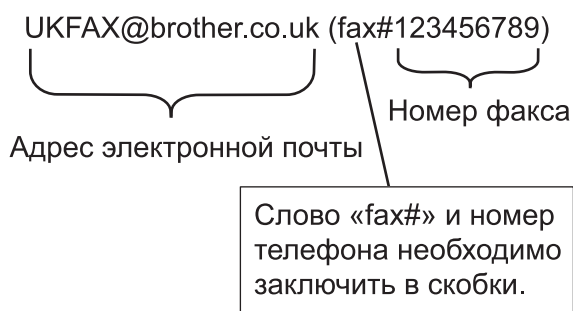 UKFAX@brother.co.uk (fax#123456789)
Номер факса
Адрес электронной почты
Слово «fax#» и номер
телефона необходимо
заключить в скобки.